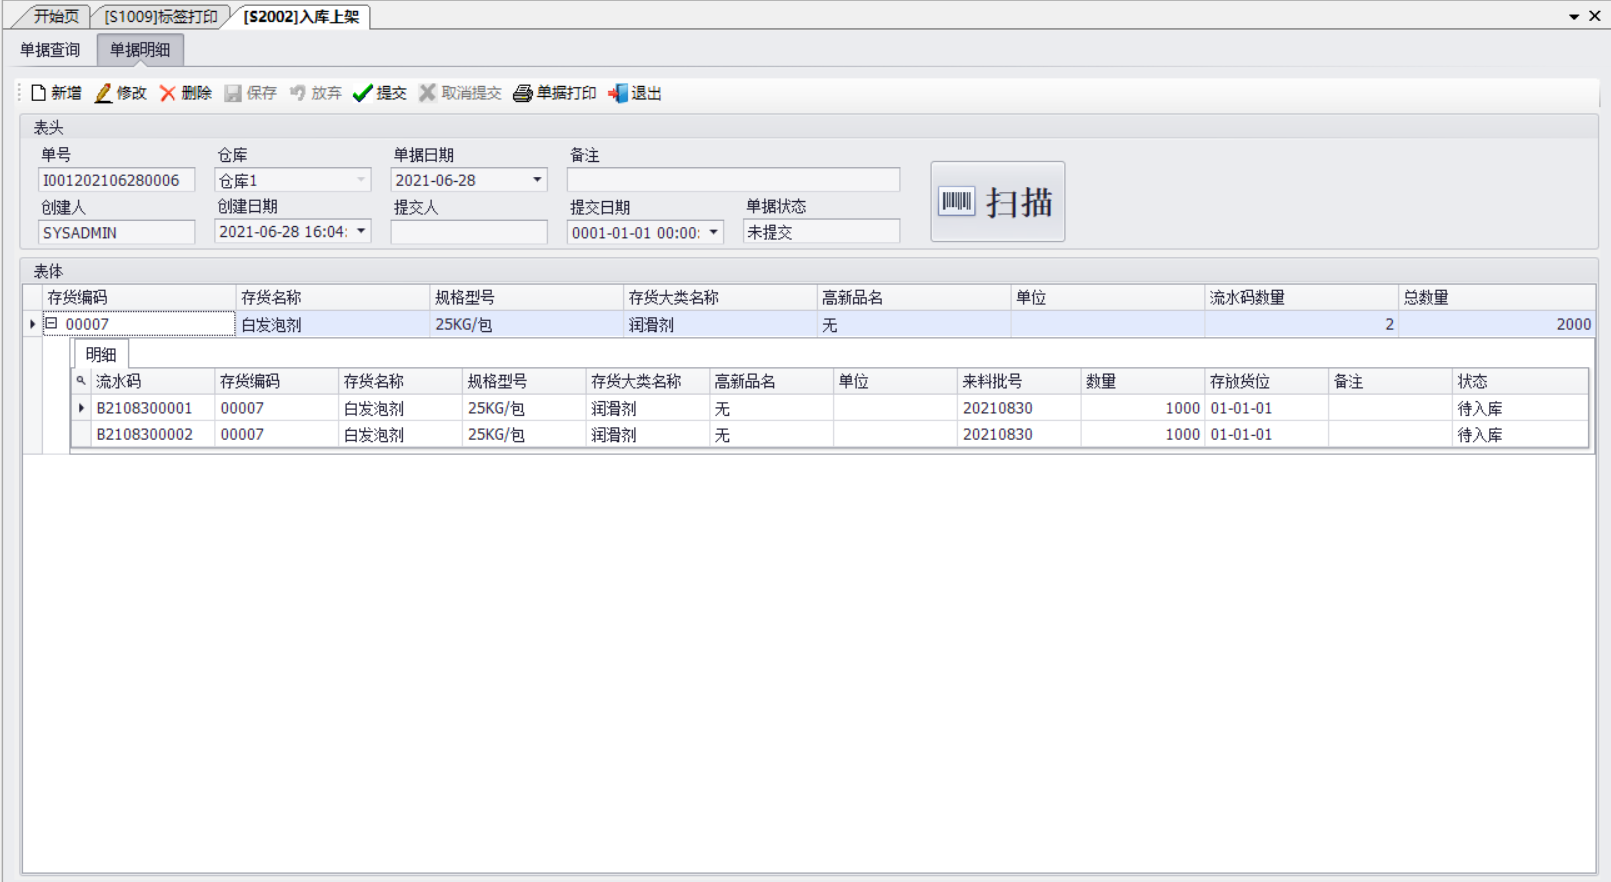 开始页 [S1009]标签打印 [S2002]入库上架
单据查询 单据明细
新增 修改 删除 保存 放弃 提交 取消提交 单据打印 退出
表头
单号 仓库 单据日期 备注
I001202106280006 仓库1 2021-06-28
扫描
创建人 创建日期 提交人 提交日期 单据状态
SYSADMIN 2021-06-28 16:04: 0001-01-01 00:00: 未提交
表体
存货编码 存货名称 规格型号 存货大类名称 高新品名 单位 流水码数量 总数量
00007 白发泡剂 25KG/包 润滑剂 无 2 2000
明细
流水码 存货编码 存货名称 规格型号 存货大类名称 高新品名 单位 来料批号 数量 存放货位 备注 状态
B2108300001 00007 白发泡剂 25KG/包 润滑剂 无 20210830 1000 01-01-01 待入库
B2108300002 00007 白发泡剂 25KG/包 润滑剂 无 20210830 1000 01-01-01 待入库